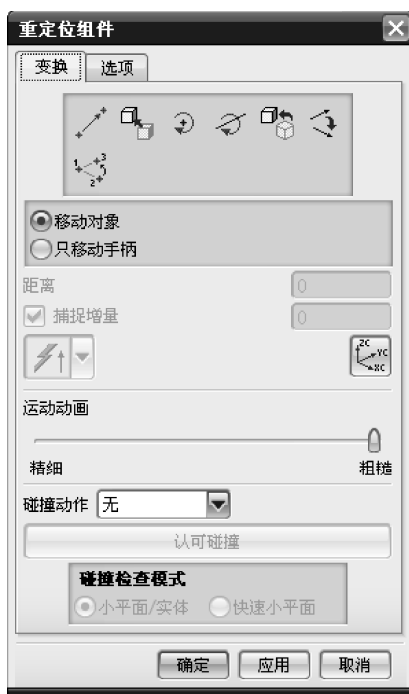 重定位组件
变换 选项
1 3
2
移动对象
只移动手柄
距离 0
捕捉增量 0
ZC
YC
XC
运动动画
精细 粗糙
碰撞动作 无
认可碰撞
碰撞检查模式
小平面/实体 快速小平面
确定 应用 取消